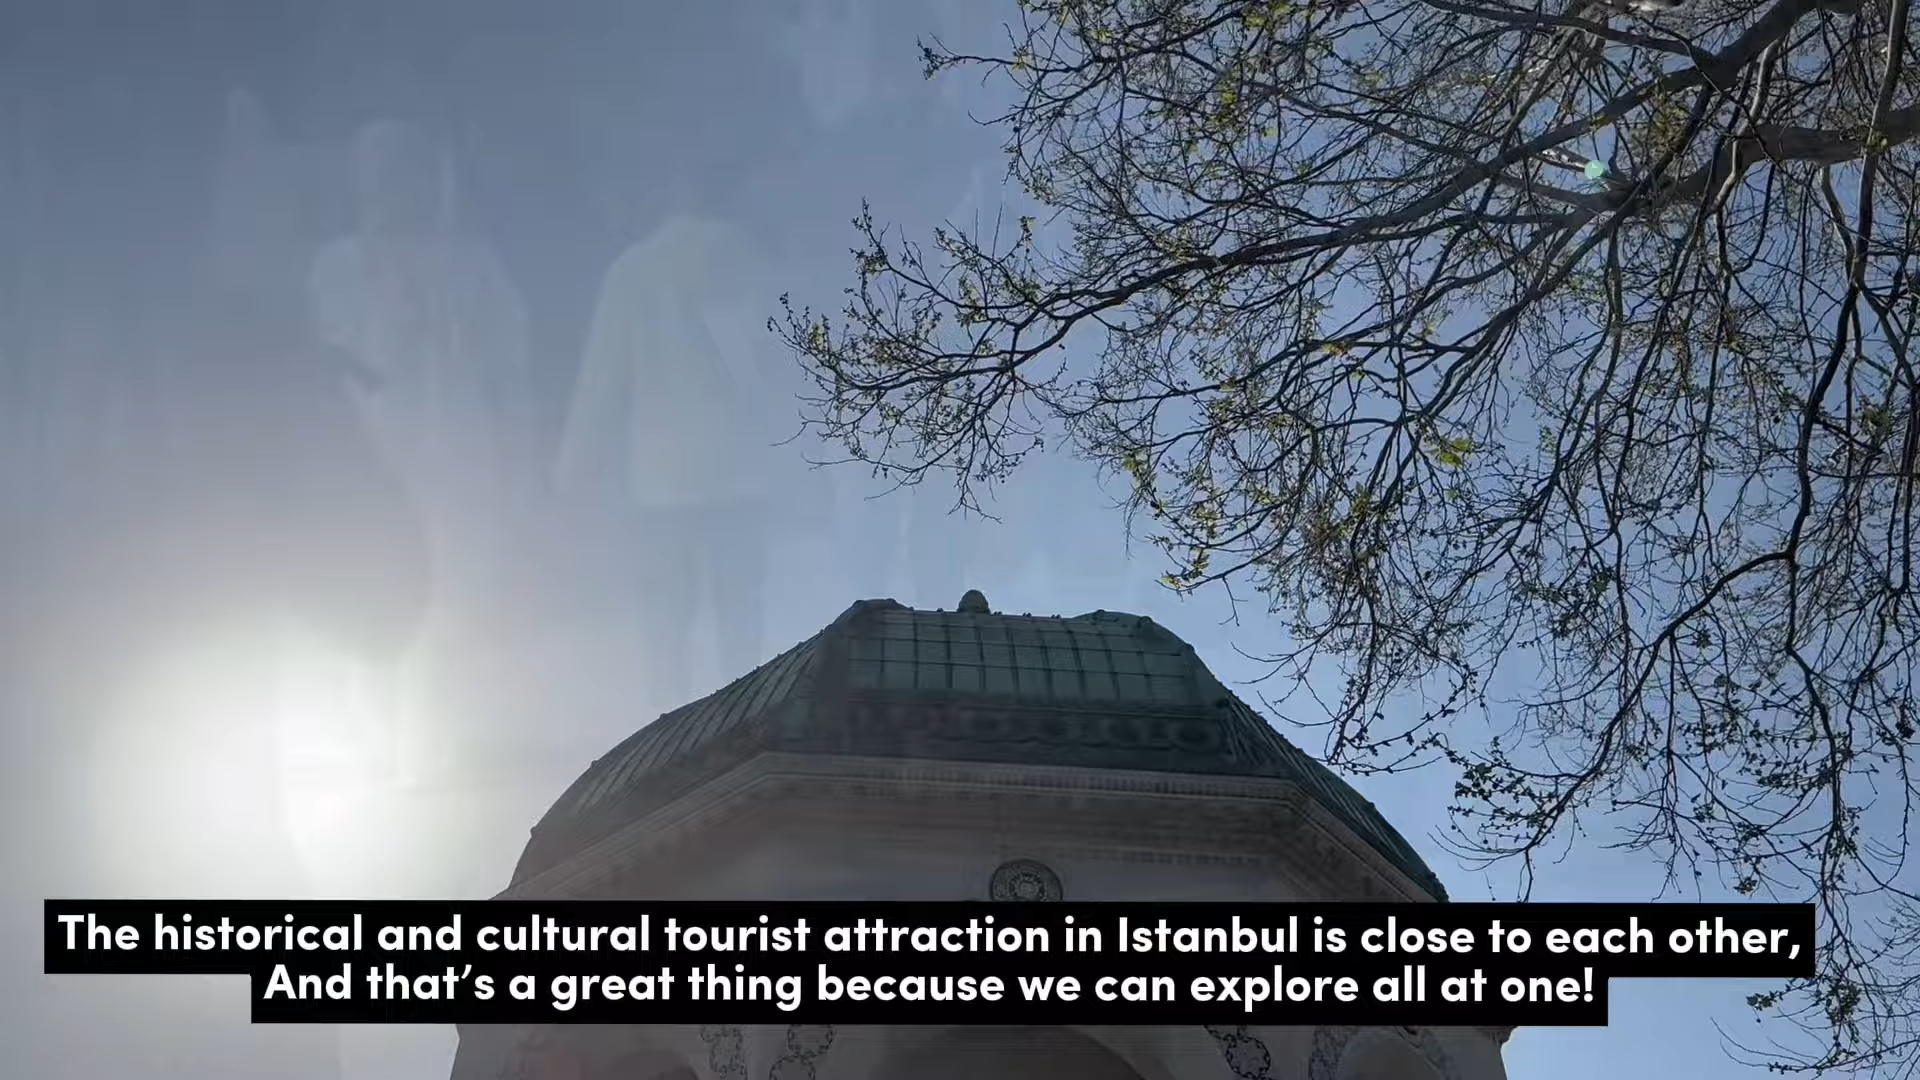 The historical and cultural tourist attraction in Istanbul is close to each other,
And that's a great thing because we can explore all at one!